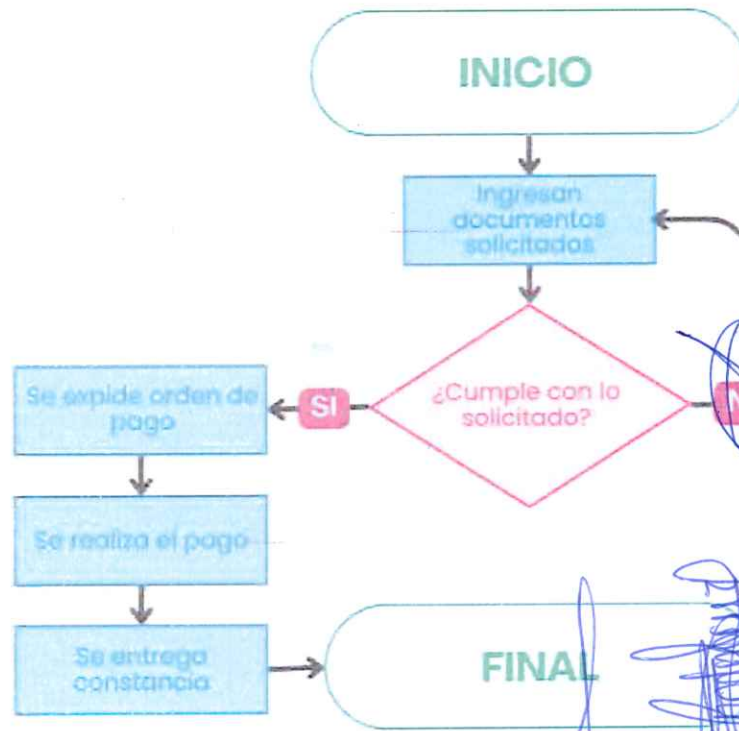 INICIO
Ingresan
documentos
solicitados
¿Cumple con lo
solicitado?
SI
Se expide orden de
pago
Se realiza el pago
Se entrega
constancia
FINAL